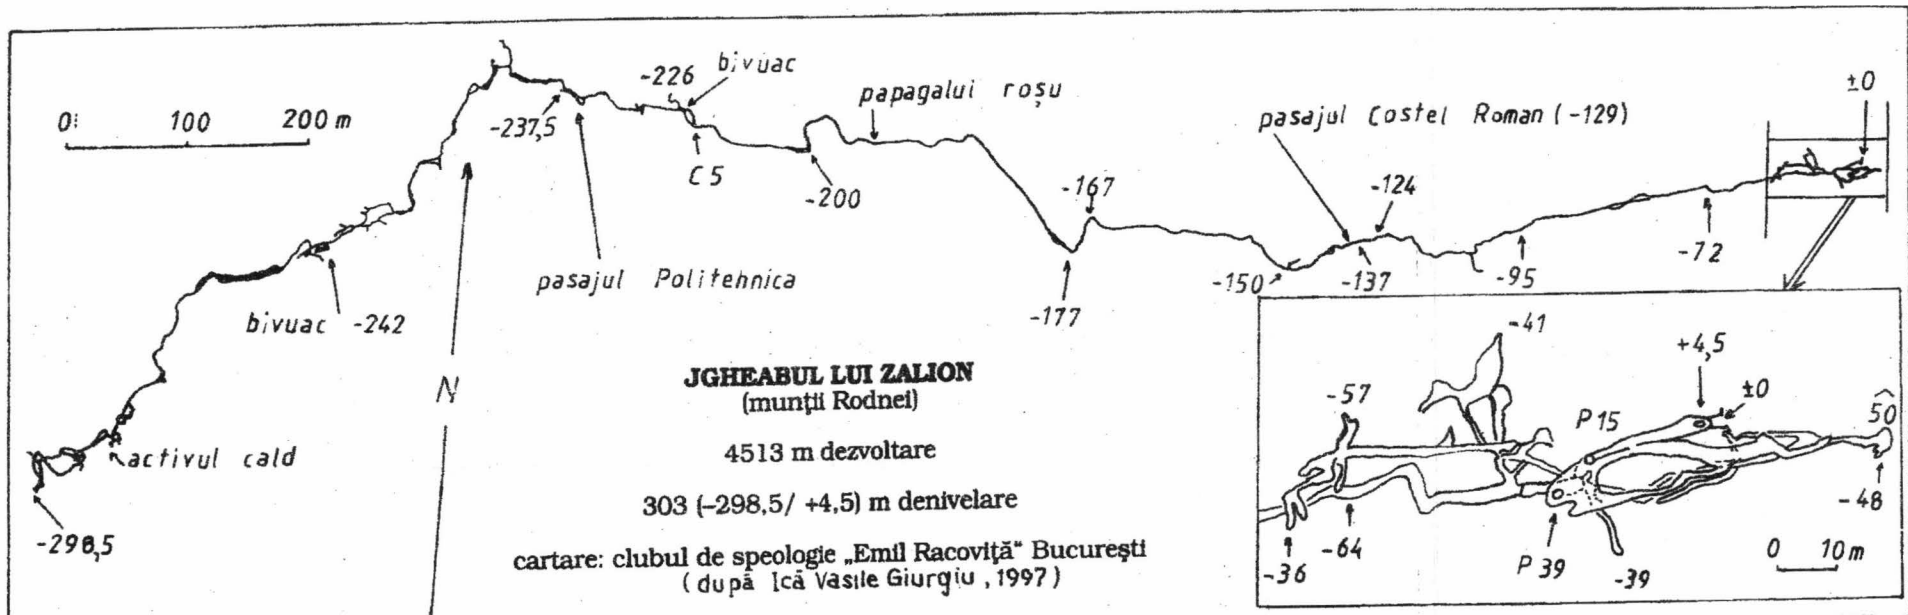 0 100 200 m
-237,5
-226
bivuac
C 5
papagalui roșu
-200
pasajul Costel Roman (-129)
±0
-167
-124
-72
-95
-137
-150
-177
pasajul Politehnica
bivuac -242
N
activul cald
-298,5
JGHEABUL LUI ZALION
(munții Rodnei)
4513 m dezvoltare
303 (-298,5/ +4,5) m denivelare
cartare: clubul de speologie „Emil Racoviță“ București
(după Ică Vasile Giurgiu, 1997)
-41
+4,5
±0
-57
P 15
50
-48
-64
-36
P 39
-39
0 10 m